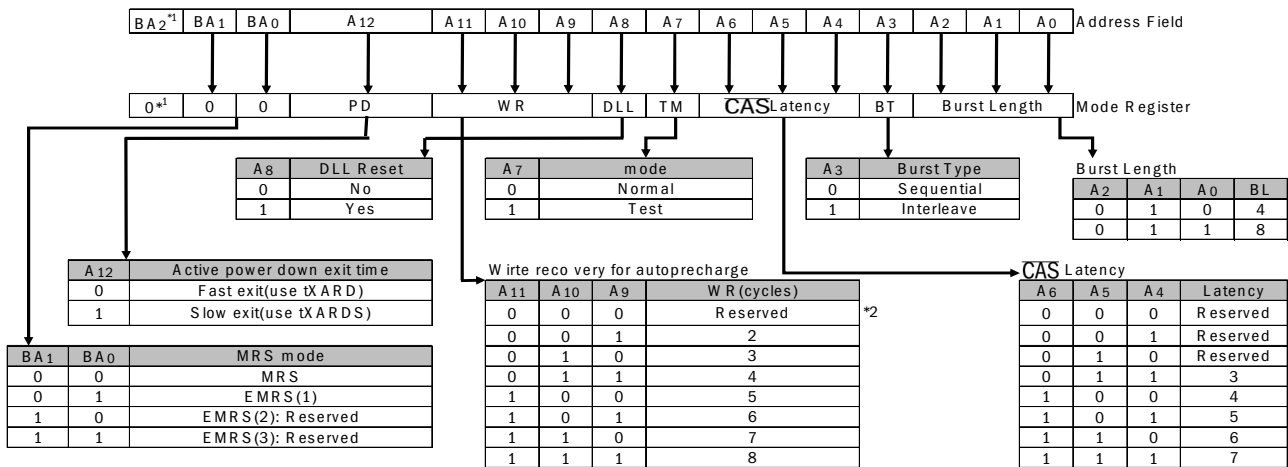 BA2*1 BA1 BA0 A12 A11 A10 A9 A8 A7 A6 A5 A4 A3 A2 A1 A0 Address Field
0*1 0 0 PD WR DLL TM CAS Latency BT Burst Length Mode Register
A8 DLL Reset
0 No
1 Yes
A7 mode
0 Normal
1 Test
A3 Burst Type
0 Sequential
1 Interleave
Burst Length
A2 A1 A0 BL
0 1 0 4
0 1 1 8
A12 Active power down exit time
0 Fast exit(use tXARD)
1 Slow exit(use tXARDS)
BA1 BA0 MRS mode
0 0 MRS
0 1 EMRS(1)
1 0 EMRS(2): Reserved
1 1 EMRS(3): Reserved
Wirte reco very for autoprecharge
A11 A10 A9 WR(cycles)
0 0 0 Reserved *2
0 0 1 2
0 1 0 3
0 1 1 4
1 0 0 5
1 0 1 6
1 1 0 7
1 1 1 8
CAS Latency
A6 A5 A4 Latency
0 0 0 Reserved
0 0 1 Reserved
0 1 0 Reserved
0 1 1 3
1 0 0 4
1 0 1 5
1 1 0 6
1 1 1 7